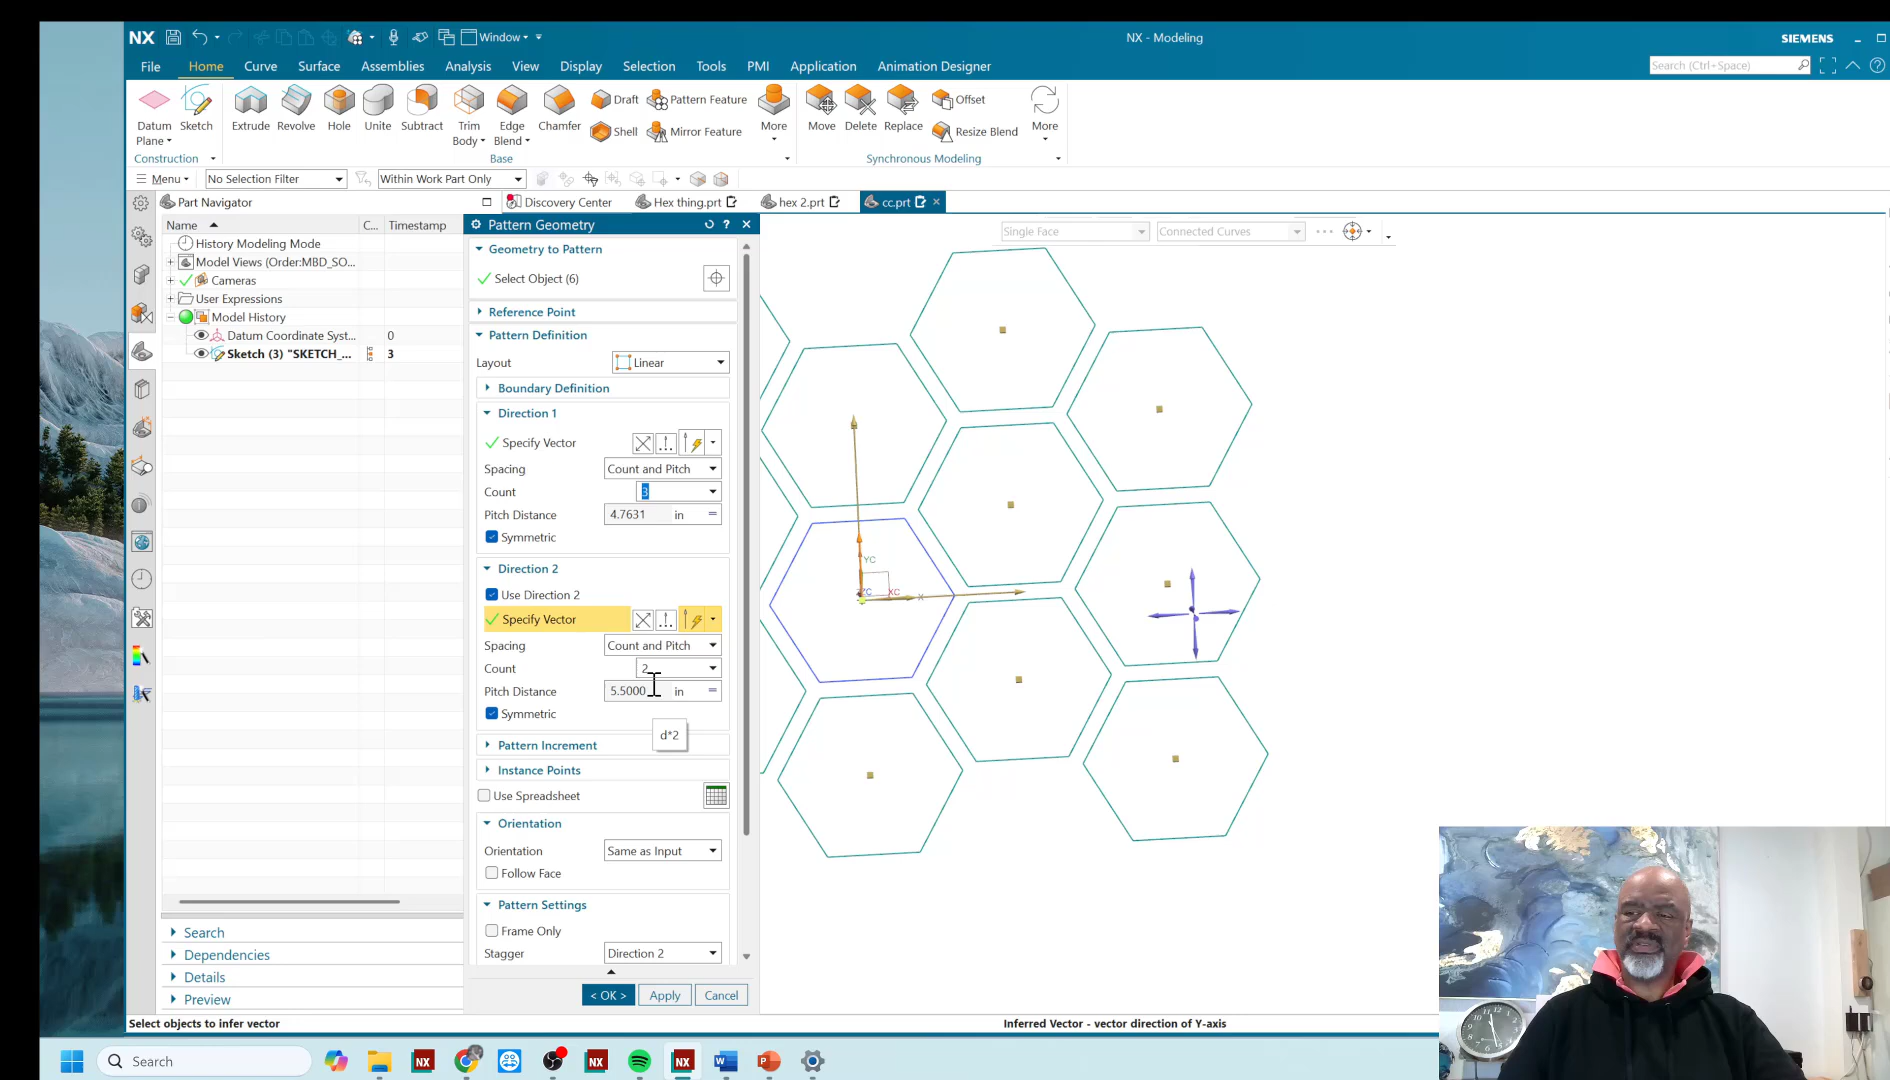 NX
Window
NX - Modeling
SIEMENS
File
Home
Curve
Surface
Assemblies
Analysis
View
Display
Selection
Tools
PMI
Application
Animation Designer
Search (Ctrl+Space)
Datum Plane
Sketch
Extrude
Revolve
Hole
Unite
Subtract
Trim Body
Edge Blend
Chamfer
Draft
Shell
Pattern Feature
Mirror Feature
More
Move
Delete
Replace
Offset
Resize Blend
More
Construction
Base
Synchronous Modeling
Menu
No Selection Filter
Within Work Part Only
Part Navigator
Discovery Center
Hex thing.prt
hex 2.prt
cc.prt
Name
C...
Timestamp
History Modeling Mode
Model Views (Order:MBD_SO...
Cameras
User Expressions
Model History
Datum Coordinate Syst...
0
Sketch (3) "SKETCH_...
3
Search
Dependencies
Details
Preview
Pattern Geometry
Geometry to Pattern
Select Object (6)
Reference Point
Pattern Definition
Layout
Linear
Boundary Definition
Direction 1
Specify Vector
Spacing
Count and Pitch
Count
3
Pitch Distance
4.7631
in
Symmetric
Direction 2
Use Direction 2
Specify Vector
Spacing
Count and Pitch
Count
2
Pitch Distance
5.5000
in
Symmetric
d*2
Pattern Increment
Instance Points
Use Spreadsheet
Orientation
Orientation
Same as Input
Follow Face
Pattern Settings
Frame Only
Stagger
Direction 2
< OK >
Apply
Cancel
Single Face
Connected Curves
YC
XC
X
Select objects to infer vector
Inferred Vector - vector direction of Y-axis
Search